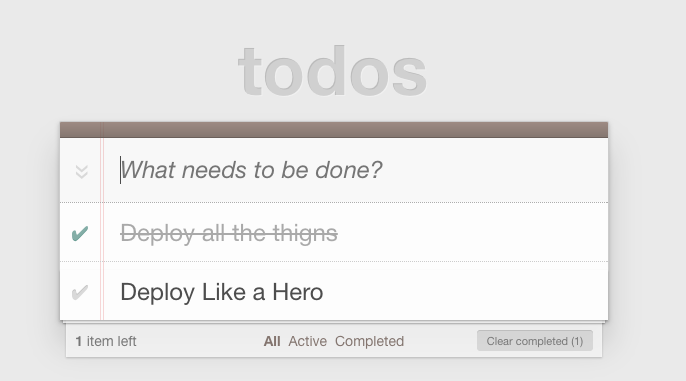 todos
What needs to be done?
Deploy all the thigns
Deploy Like a Hero
1 item left All Active Completed Clear completed (1)